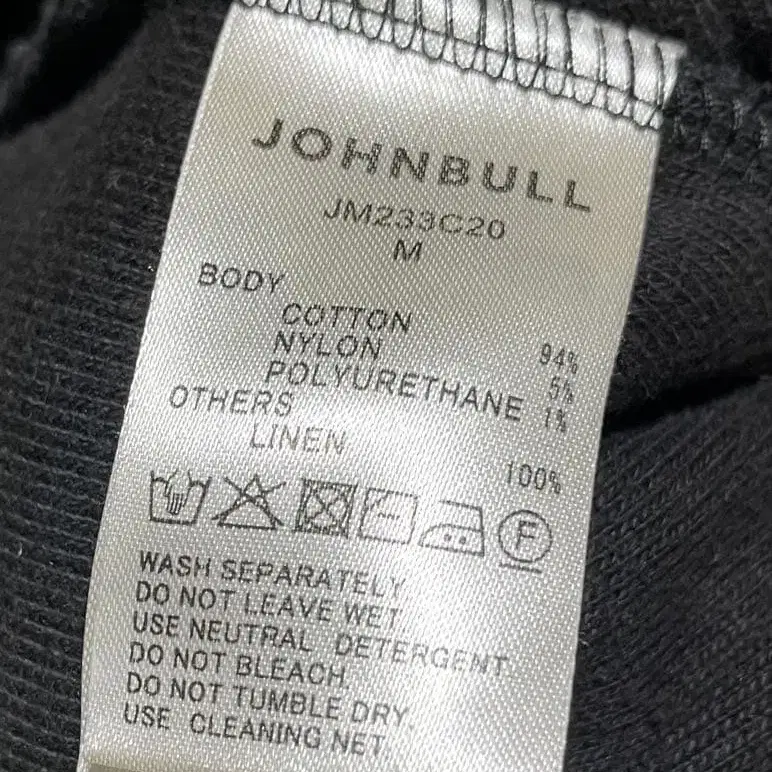 JOHNBULL
JM233C20
M
BODY
COTTON 94%
NYLON 5%
POLYURETHANE 1%
OTHERS
LINEN 100%
F
WASH SEPARATELY.
DO NOT LEAVE WET.
USE NEUTRAL DETERGENT
DO NOT BLEACH.
DO NOT TUMBLE DRY.
USE CLEANING NET.